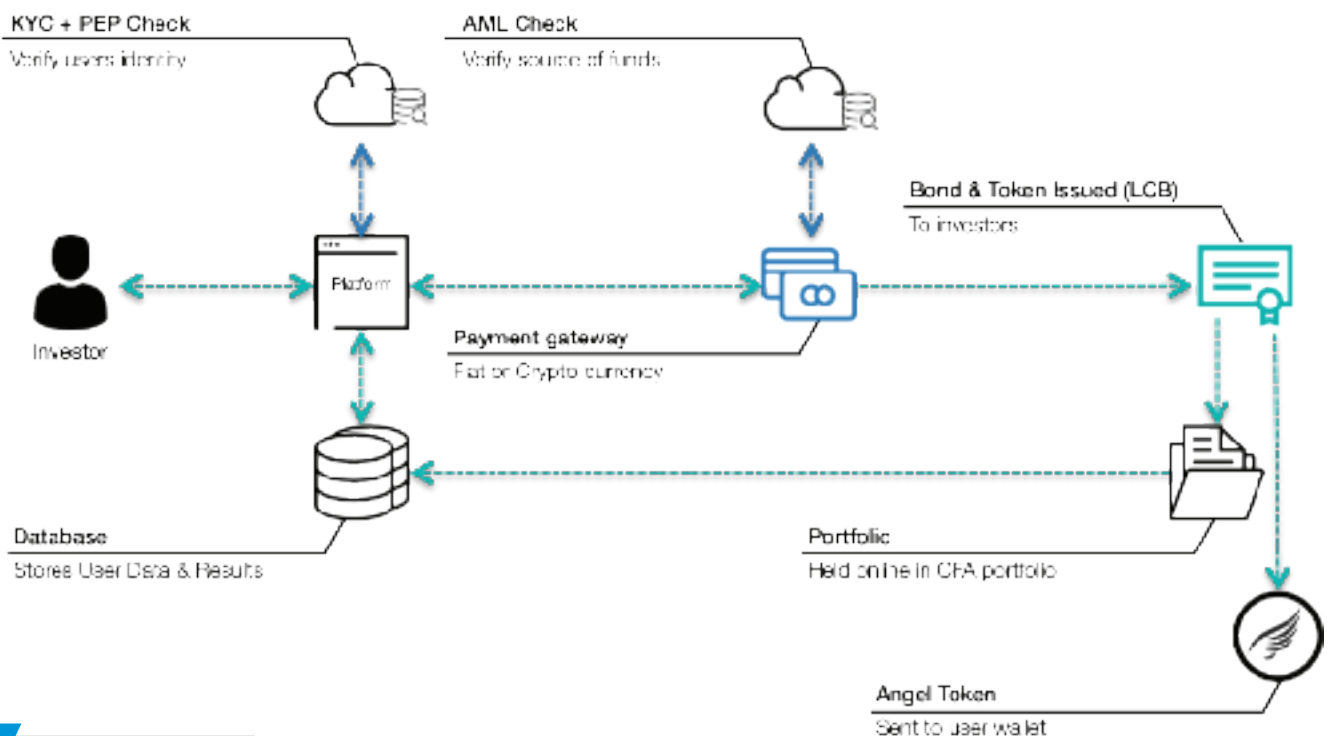 KYC + PEP Check
Verify users identity
AML Check
Verify source of funds
Bond & Token Issued (LCB)
To investors
Platform
Investor
Payment gateway
Fiat or Crypto currency
Database
Stores User Data & Results
Portfolio
Held online in CFA portfolio
Angel Token
Sent to user wallet